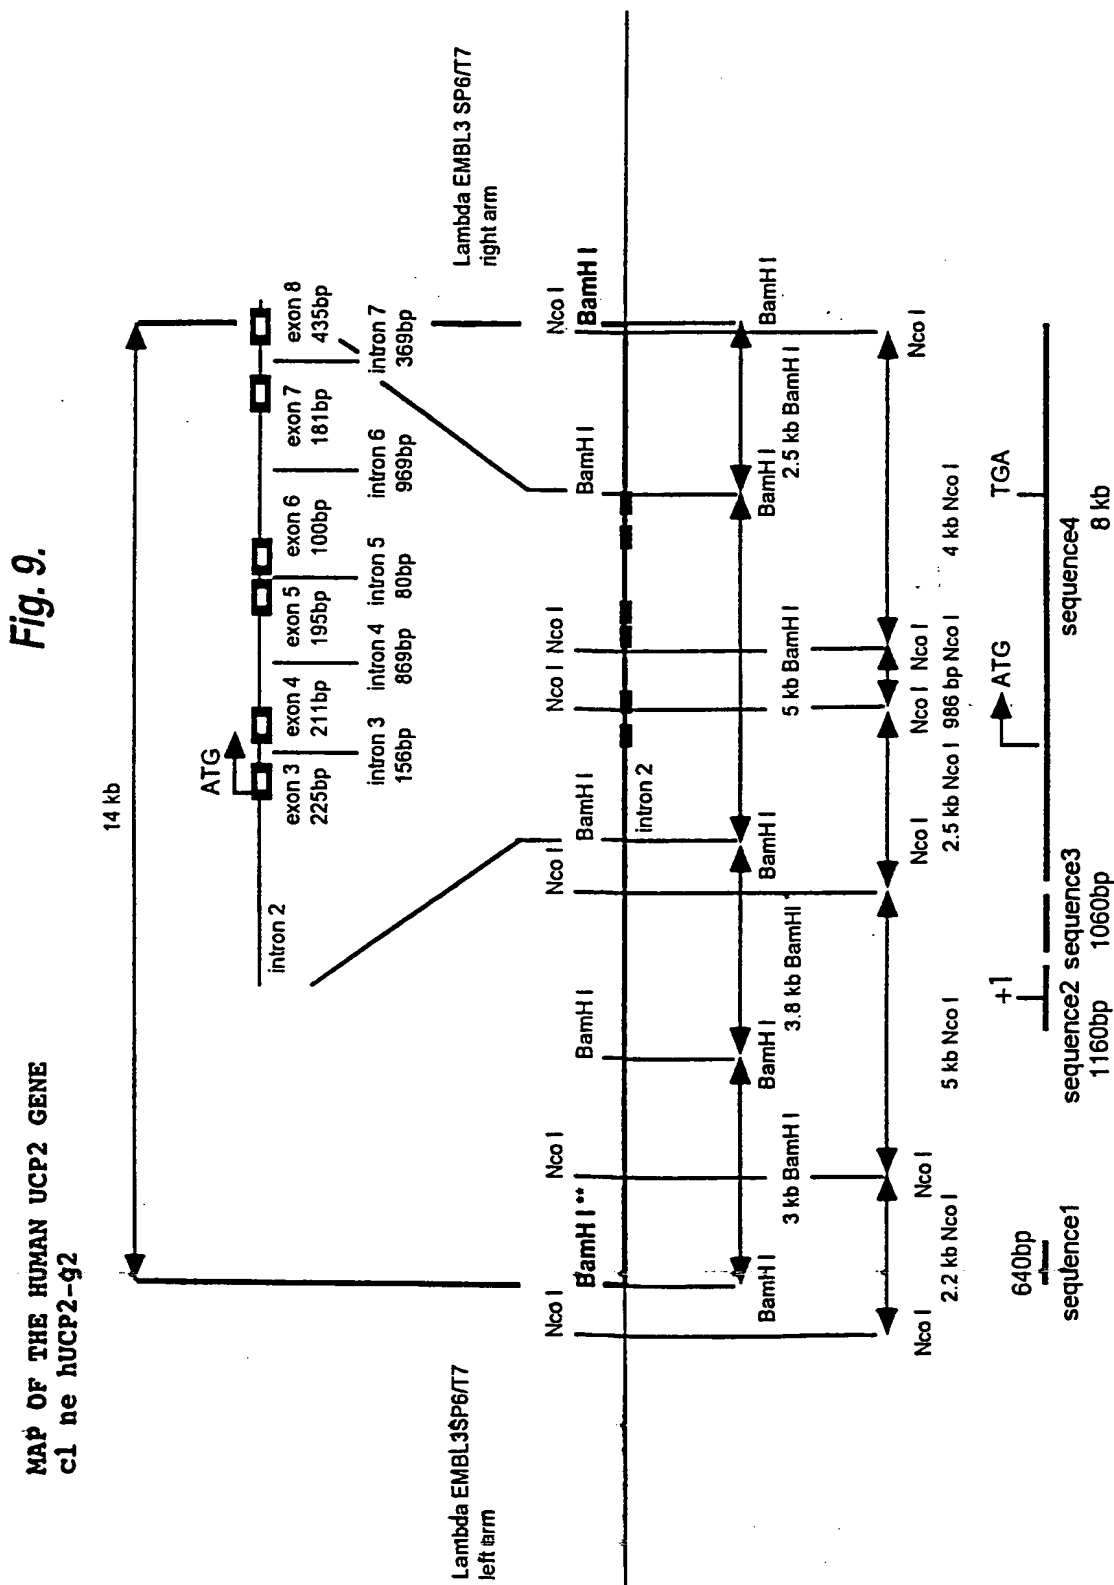 Fig. 9.
MAP OF THE HUMAN UCP2 GENE
cl ne hUCP2-g2
14 kb
ATG
intron 2
exon 3
225bp
exon 4
211bp
exon 5
195bp
exon 6
100bp
exon 7
181bp
exon 8
435bp
intron 3
156bp
intron 4
869bp
intron 5
80bp
intron 6
969bp
intron 7
369bp
Lambda EMBL3SP6/T7
left arm
Lambda EMBL3 SP6/T7
right arm
Nco I
BamH I **
Nco I
BamH I
Nco I
BamH I
Nco I
Nco I
BamH I
Nco I
BamH I
intron 2
BamH I
BamH I
BamH I
BamH I
BamH I
3 kb BamH I
3.8 kb BamH I
5 kb BamH I
2.5 kb BamH I
Nco I
Nco I
Nco I
Nco I
Nco I
Nco I
2.2 kb Nco I
5 kb Nco I
2.5 kb Nco I
986 bp Nco I
4 kb Nco I
640bp
sequence1
+1
sequence2
1160bp
sequence3
1060bp
ATG
TGA
sequence4
8 kb